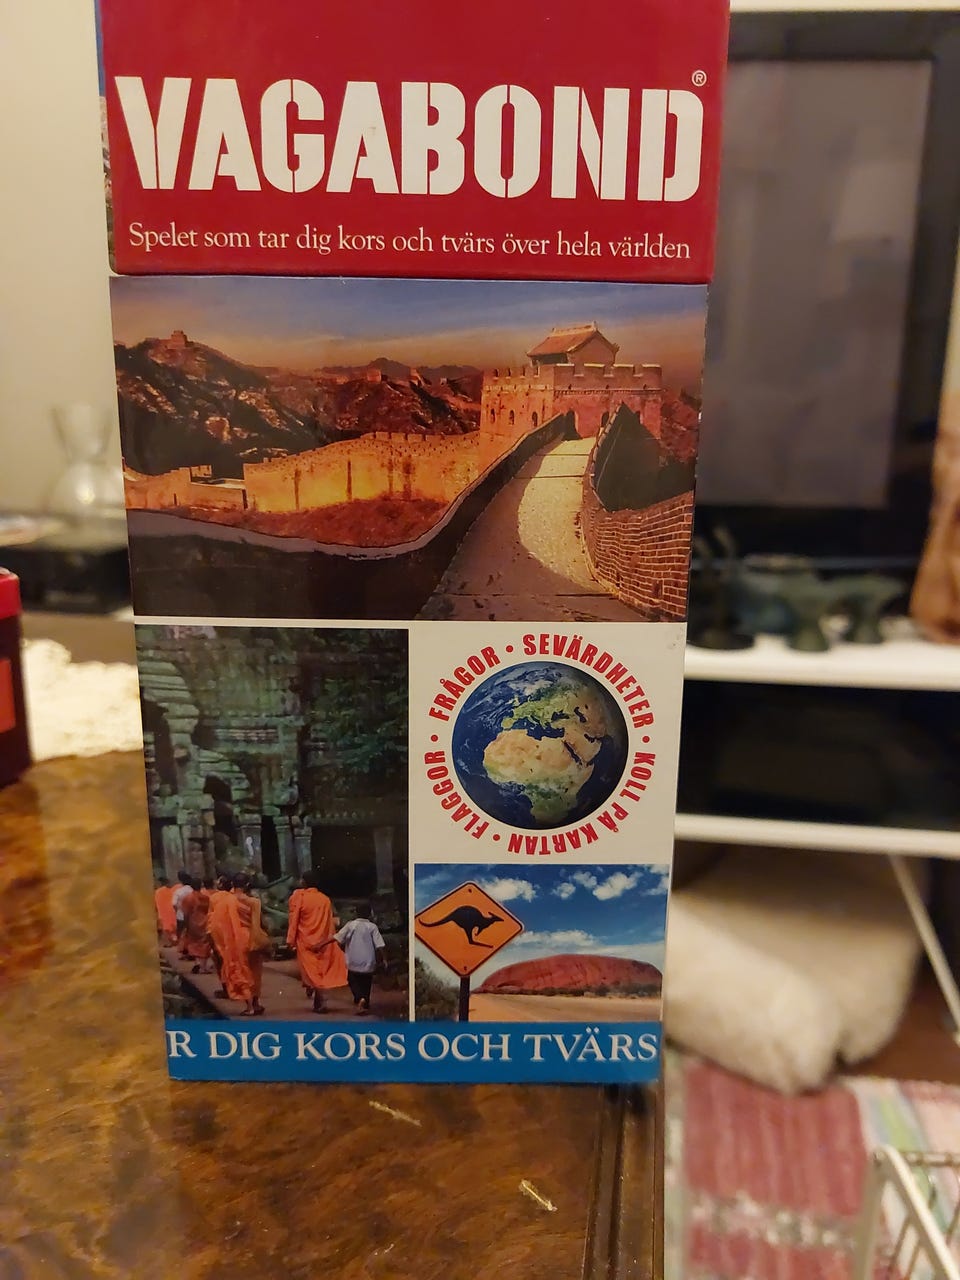 VAGABOND®
Spelet som tar dig kors och tvärs över hela världen
FRÅGOR • SEVÄRDHETER • KOLL PÅ KARTAN • FLAGGOR •
R DIG KORS OCH TVÄRS